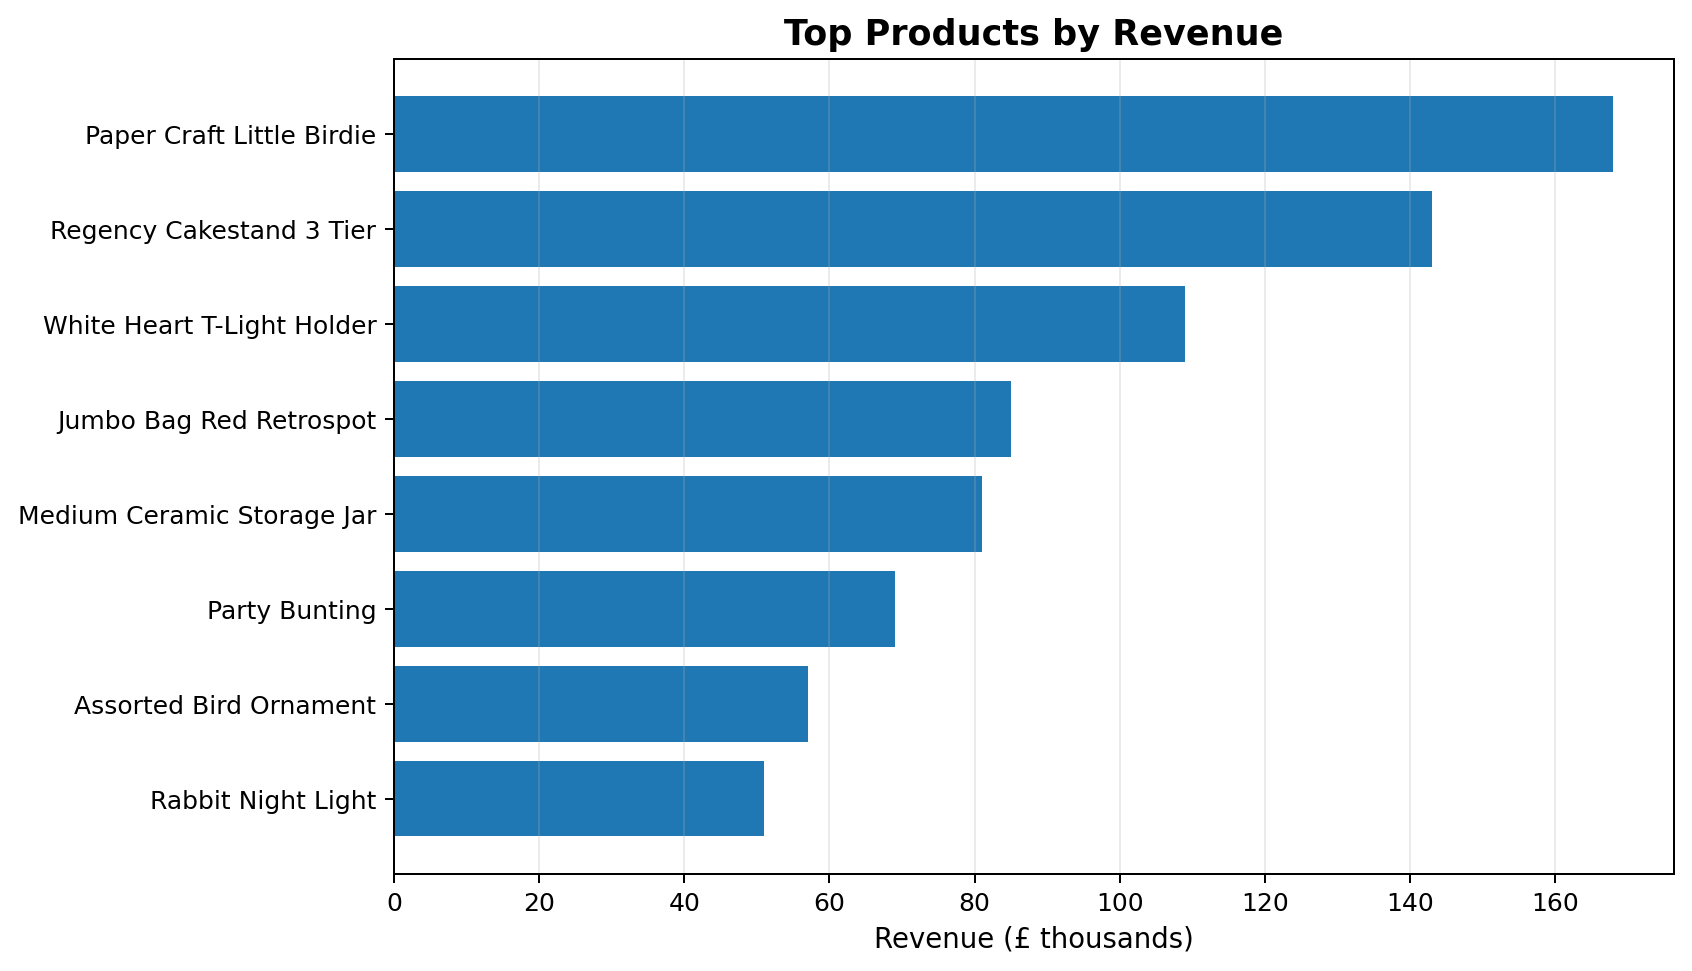 Top Products by Revenue
Paper Craft Little Birdie
Regency Cakestand 3 Tier
White Heart T-Light Holder
Jumbo Bag Red Retrospot
Medium Ceramic Storage Jar
Party Bunting
Assorted Bird Ornament
Rabbit Night Light
0 20 40 60 80 100 120 140 160
Revenue (£ thousands)